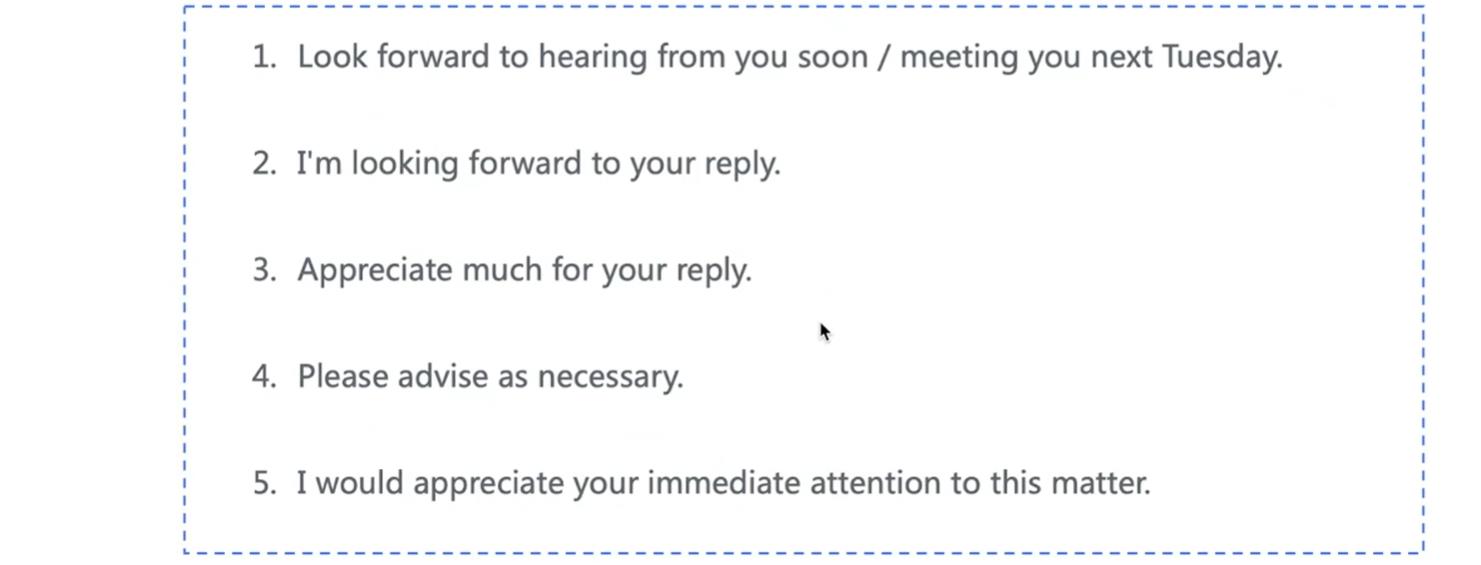 1. Look forward to hearing from you soon / meeting you next Tuesday.
2. I'm looking forward to your reply.
3. Appreciate much for your reply.
4. Please advise as necessary.
5. I would appreciate your immediate attention to this matter.